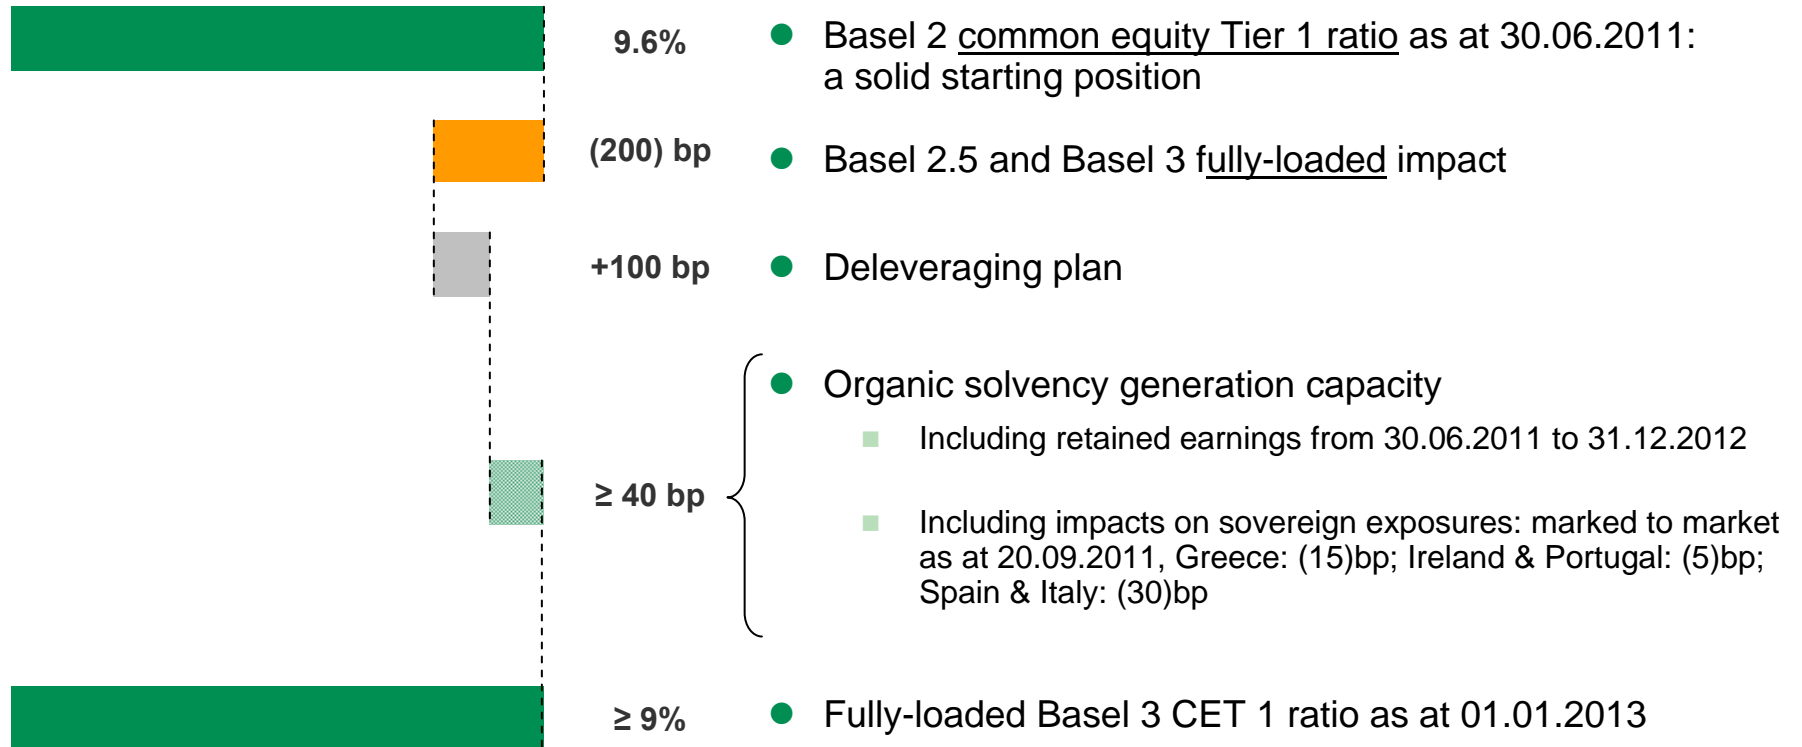 9.6%
Basel 2 common equity Tier 1 ratio as at 30.06.2011:
a solid starting position
(200) bp
Basel 2.5 and Basel 3 fully-loaded impact
+100 bp
Deleveraging plan
Organic solvency generation capacity
Including retained earnings from 30.06.2011 to 31.12.2012
≥ 40 bp
Including impacts on sovereign exposures: marked to market
as at 20.09.2011, Greece: (15)bp; Ireland & Portugal: (5)bp;
Spain & Italy: (30)bp
≥ 9%
Fully-loaded Basel 3 CET 1 ratio as at 01.01.2013